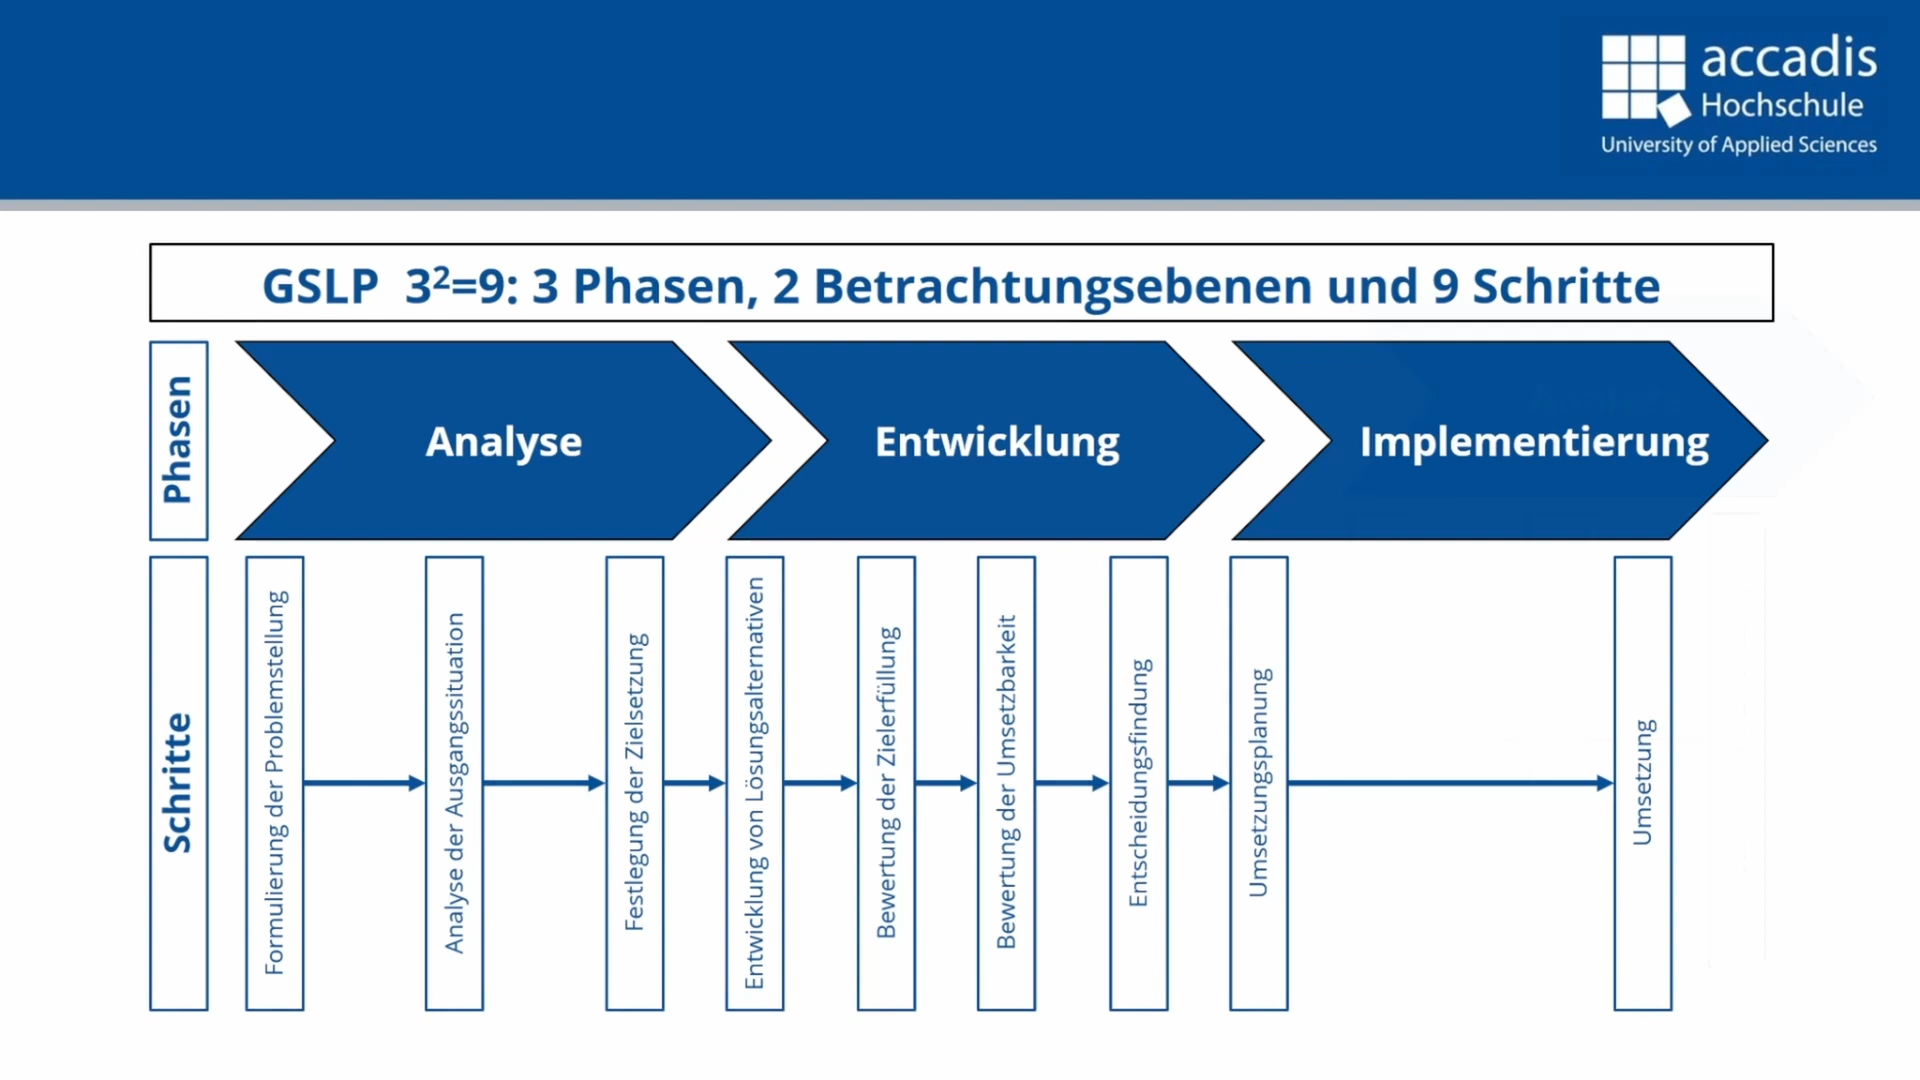 accadis
Hochschule
University of Applied Sciences
GSLP 3²=9: 3 Phasen, 2 Betrachtungsebenen und 9 Schritte
Phasen
Analyse
Entwicklung
Implementierung
Schritte
Formulierung der Problemstellung
Analyse der Ausgangssituation
Festlegung der Zielsetzung
Entwicklung von Lösungsalternativen
Bewertung der Zielerfüllung
Bewertung der Umsetzbarkeit
Entscheidungsfindung
Umsetzungsplanung
Umsetzung